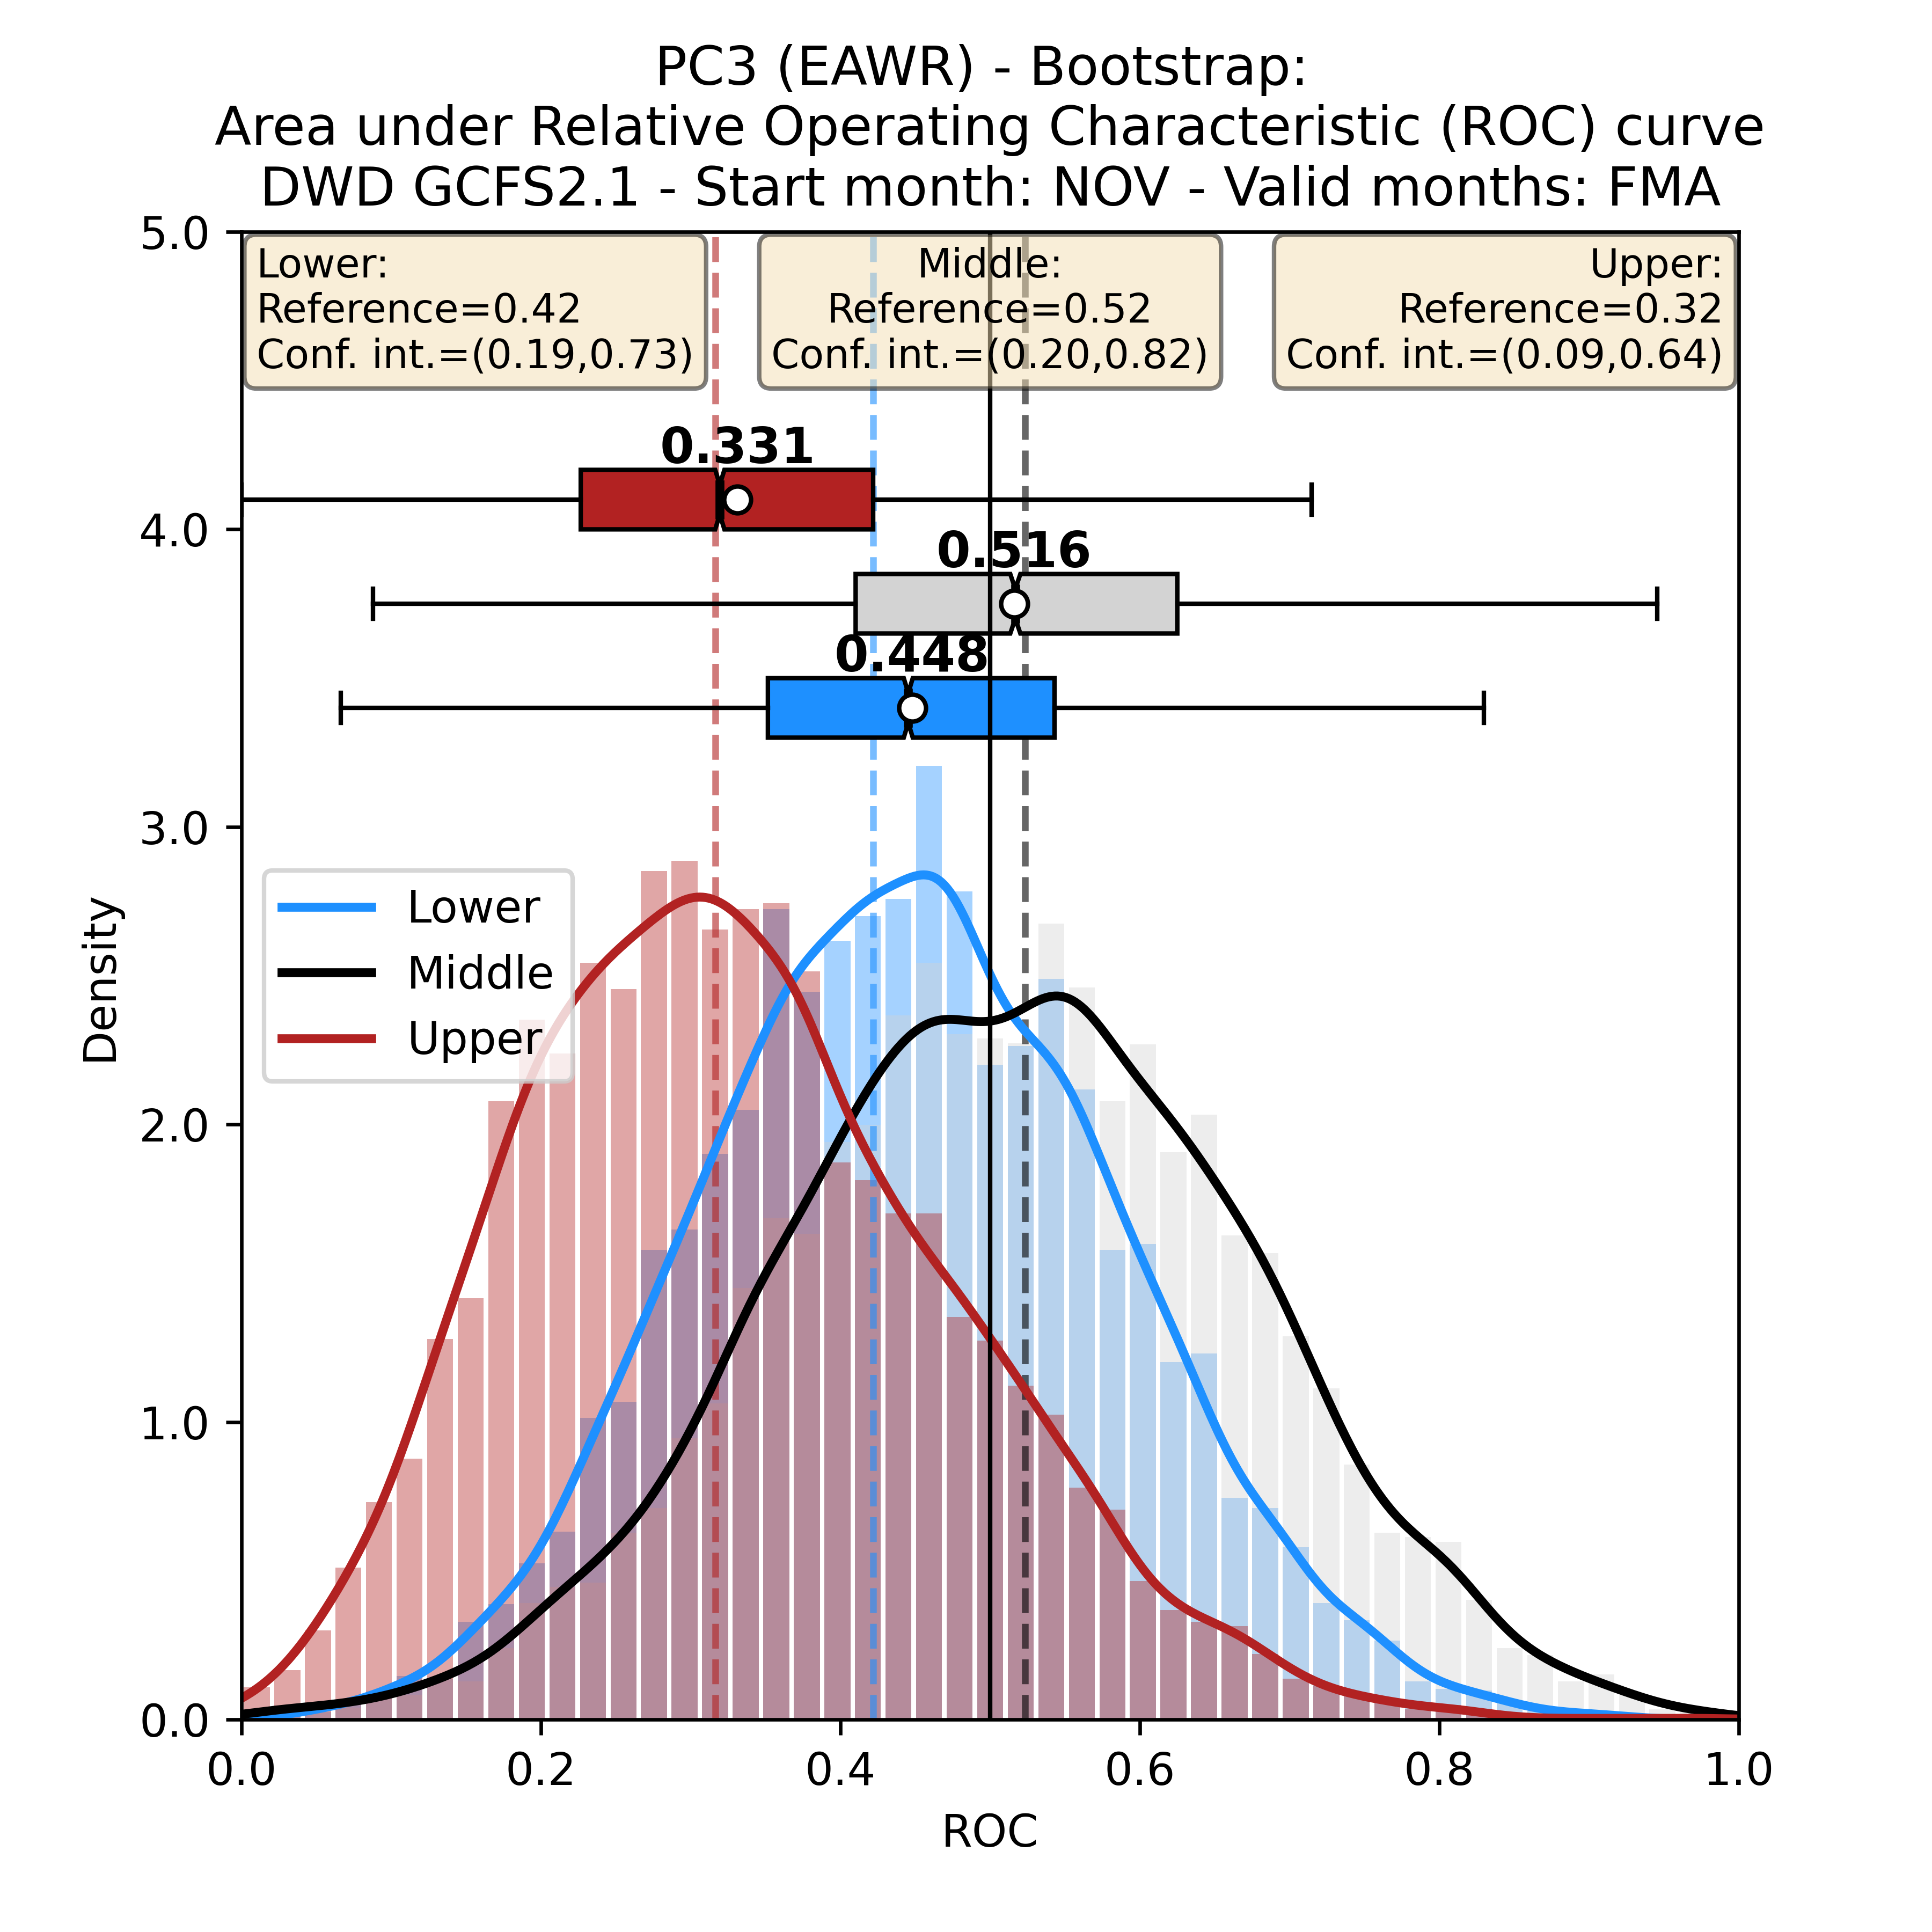 PC3 (EAWR) - Bootstrap:
Area under Relative Operating Characteristic (ROC) curve
DWD GCFS2.1 - Start month: NOV - Valid months: FMA
5.0
Lower:
Reference=0.42
Conf. int.=(0.19,0.73)
Middle:
Reference=0.52
Conf. int.=(0.20,0.82)
Upper:
Reference=0.32
Conf. int.=(0.09,0.64)
0.331
4.0
0.516
0.448
3.0
Lower
Middle
Upper
Density
2.0
1.0
0.0
0.0 0.2 0.4 0.6 0.8 1.0
ROC